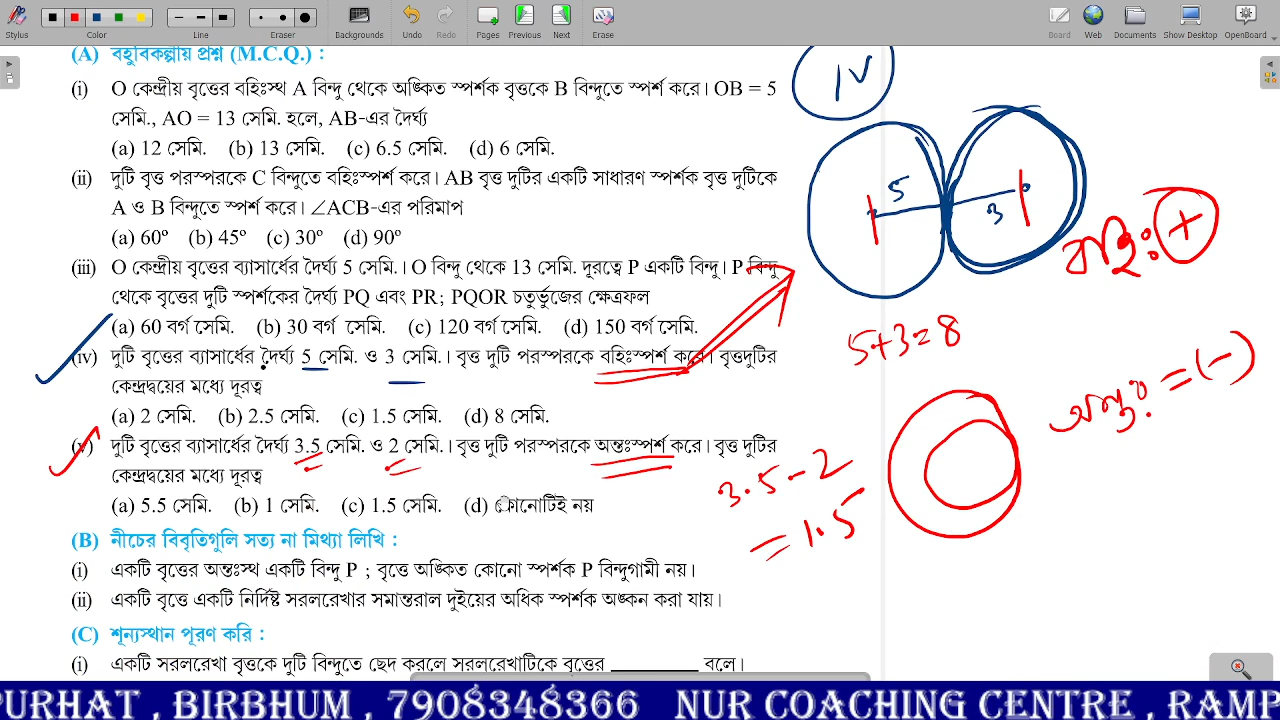 Stylus Color Line Eraser Backgrounds Undo Redo Pages Previous Next Erase Board Web Documents Show Desktop OpenBoard
(A) বহুবিকল্পীয় প্রশ্ন (M.C.Q.) :
(i) O কেন্দ্রীয় বৃত্তের বহিঃস্থ A বিন্দু থেকে অঙ্কিত স্পর্শক বৃত্তকে B বিন্দুতে স্পর্শ করে। OB = 5
সেমি., AO = 13 সেমি. হলে, AB-এর দৈর্ঘ্য
(a) 12 সেমি. (b) 13 সেমি. (c) 6.5 সেমি. (d) 6 সেমি.
(ii) দুটি বৃত্ত পরস্পরকে C বিন্দুতে বহিঃস্পর্শ করে। AB বৃত্ত দুটির একটি সাধারণ স্পর্শক বৃত্ত দুটিকে
A ও B বিন্দুতে স্পর্শ করে। ∠ACB-এর পরিমাপ
(a) 60° (b) 45° (c) 30° (d) 90°
(iii) O কেন্দ্রীয় বৃত্তের ব্যাসার্ধের দৈর্ঘ্য 5 সেমি.। O বিন্দু থেকে 13 সেমি. দূরত্বে P একটি বিন্দু। P বিন্দু
থেকে বৃত্তের দুটি স্পর্শকের দৈর্ঘ্য PQ এবং PR; PQOR চতুর্ভুজের ক্ষেত্রফল
(a) 60 বর্গ সেমি. (b) 30 বর্গ সেমি. (c) 120 বর্গ সেমি. (d) 150 বর্গ সেমি.
(iv) দুটি বৃত্তের ব্যাসার্ধের দৈর্ঘ্য 5 সেমি. ও 3 সেমি.। বৃত্ত দুটি পরস্পরকে বহিঃস্পর্শ করে। বৃত্তদুটির
কেন্দ্রদ্বয়ের মধ্যে দূরত্ব
(a) 2 সেমি. (b) 2.5 সেমি. (c) 1.5 সেমি. (d) 8 সেমি.
(v) দুটি বৃত্তের ব্যাসার্ধের দৈর্ঘ্য 3.5 সেমি. ও 2 সেমি.। বৃত্ত দুটি পরস্পরকে অন্তঃস্পর্শ করে। বৃত্ত দুটির
কেন্দ্রদ্বয়ের মধ্যে দূরত্ব
(a) 5.5 সেমি. (b) 1 সেমি. (c) 1.5 সেমি. (d) কোনোটিই নয়
(B) নীচের বিবৃতিগুলি সত্য না মিথ্যা লিখি :
(i) একটি বৃত্তের অন্তঃস্থ একটি বিন্দু P ; বৃত্তে অঙ্কিত কোনো স্পর্শক P বিন্দুগামী নয়।
(ii) একটি বৃত্তে একটি নির্দিষ্ট সরলরেখার সমান্তরাল দুইয়ের অধিক স্পর্শক অঙ্কন করা যায়।
(C) শূন্যস্থান পূরণ করি :
(i) একটি সরলরেখা বৃত্তকে দুটি বিন্দুতে ছেদ করলে সরলরেখাটিকে বৃত্তের __________ বলে।
iv
5
3
বহিঃ +
5+3=8
অন্তঃ = (-)
3.5-2
=1.5
PURHAT , BIRBHUM , 7908348366 NUR COACHING CENTRE , RAMP